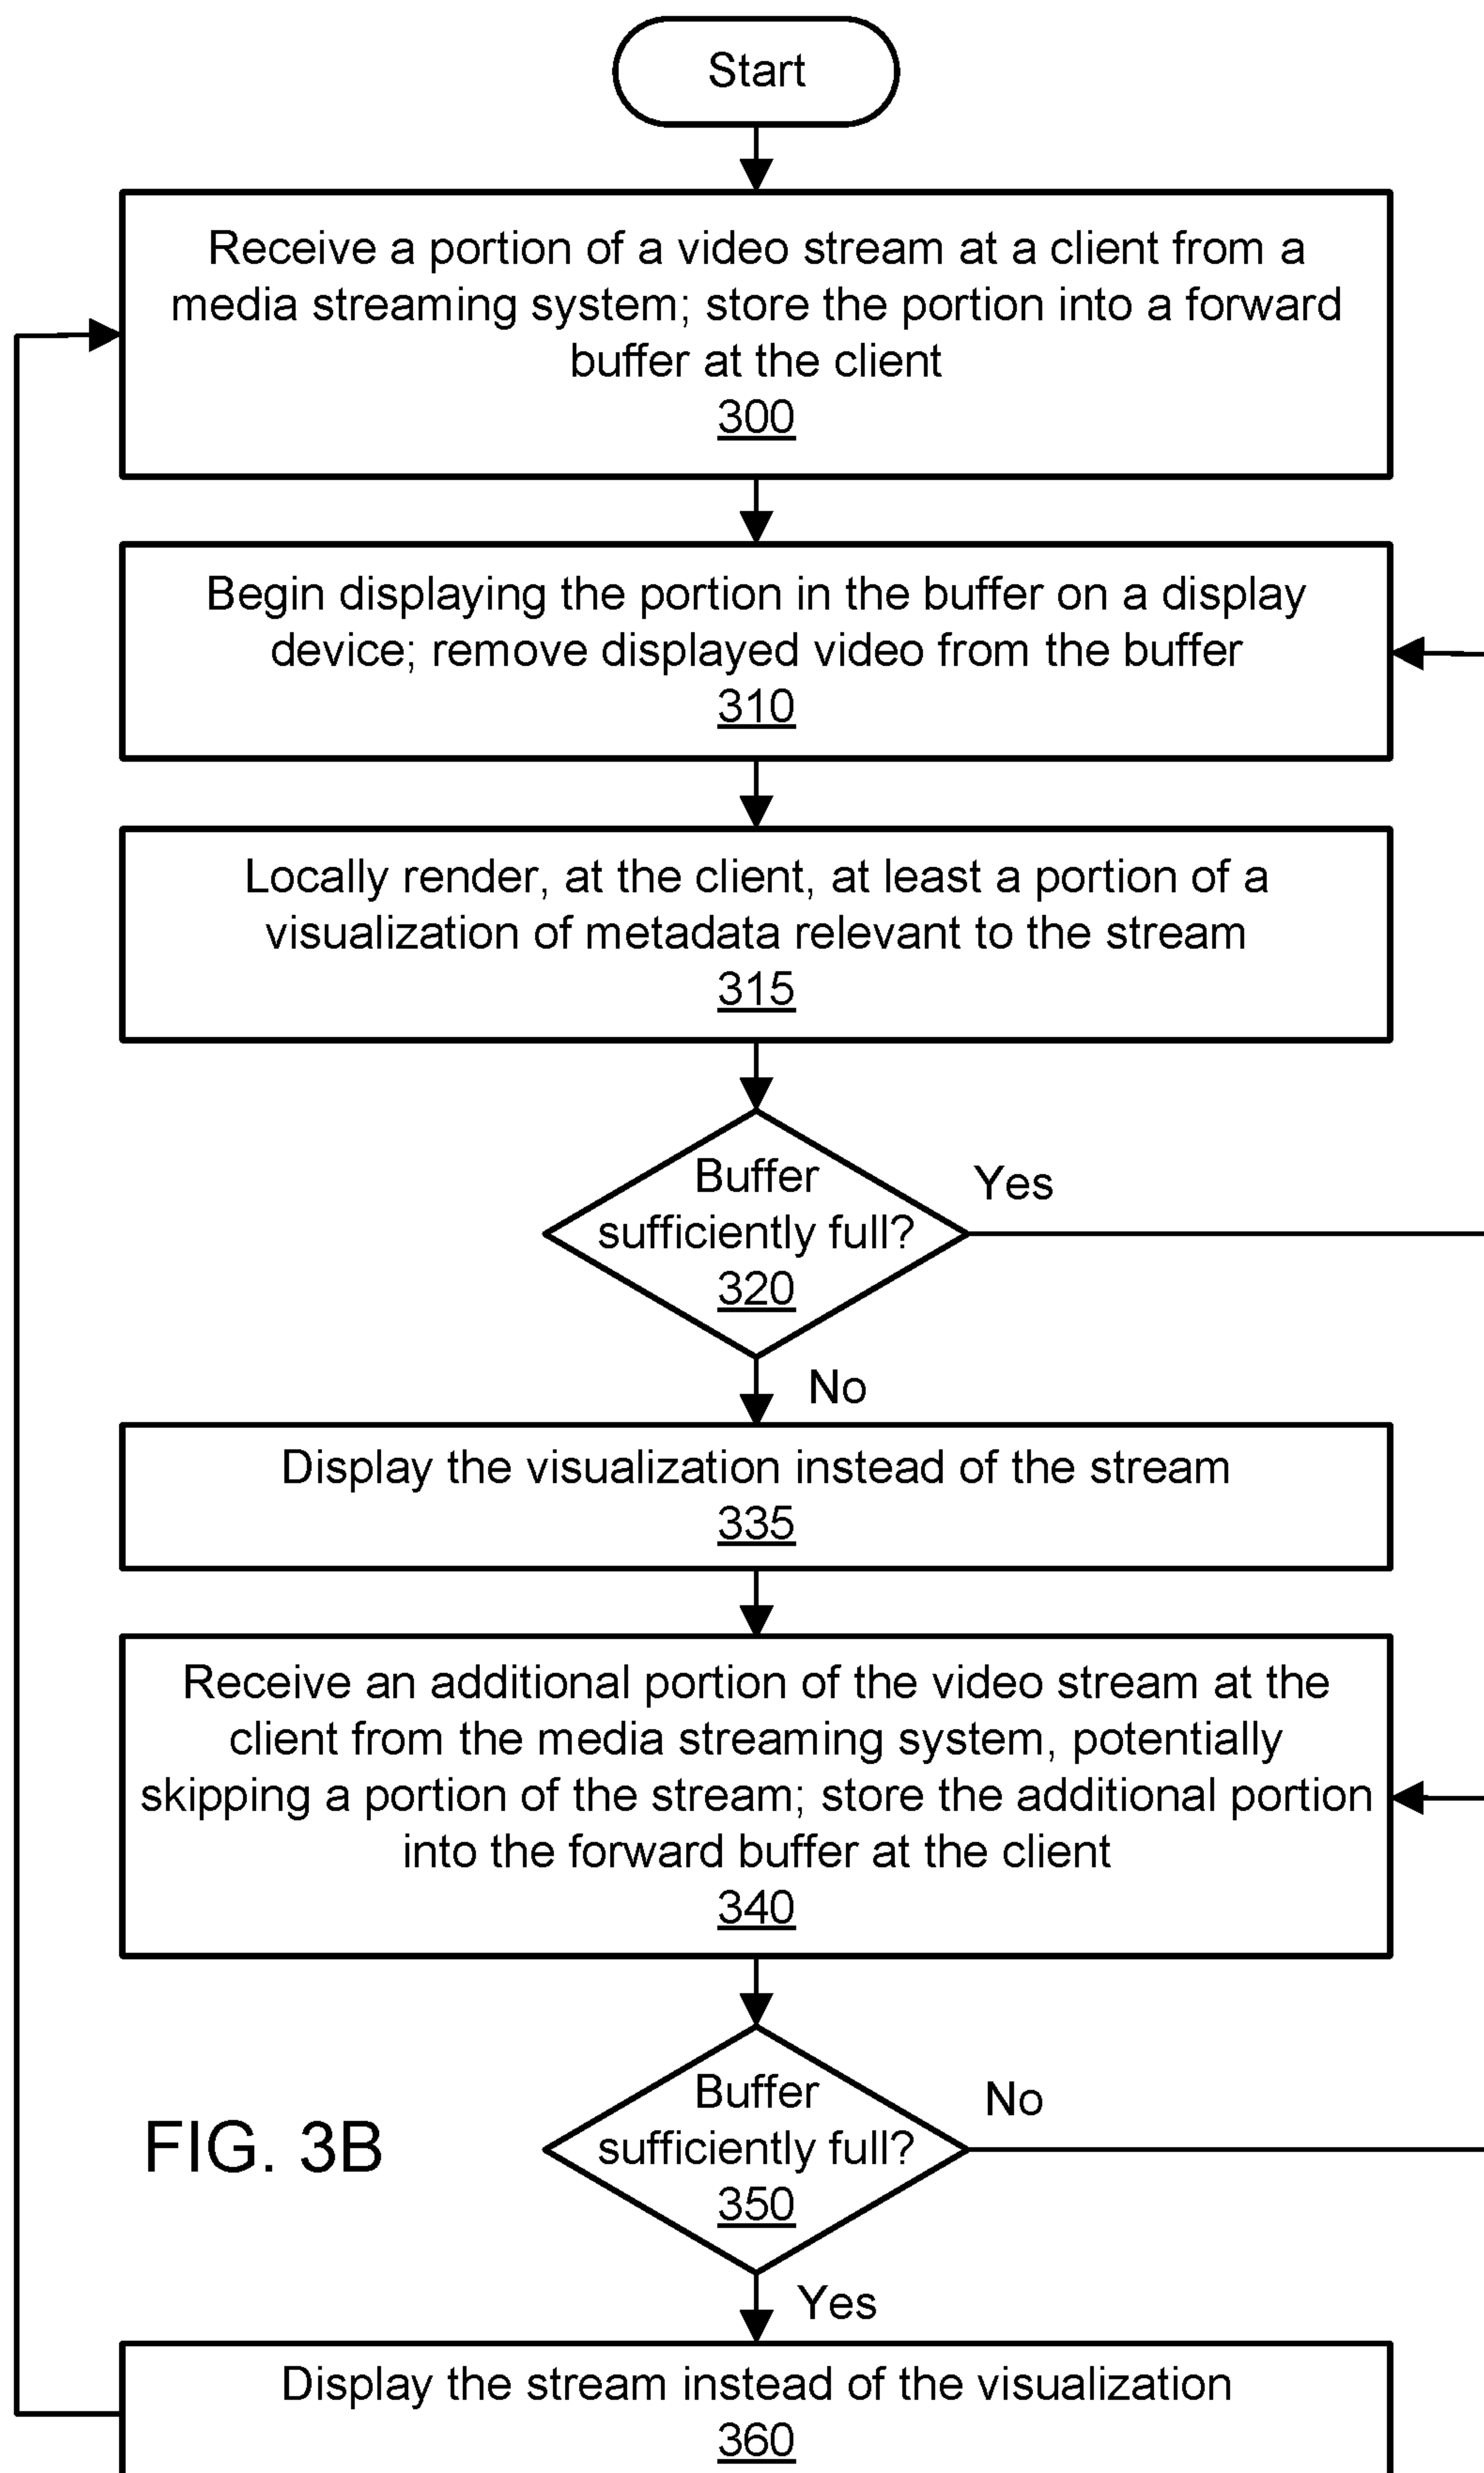 Start
Receive a portion of a video stream at a client from a
media streaming system; store the portion into a forward
buffer at the client
300
Begin displaying the portion in the buffer on a display
device; remove displayed video from the buffer
310
Locally render, at the client, at least a portion of a
visualization of metadata relevant to the stream
315
Buffer
sufficiently full?
320
Yes
No
Display the visualization instead of the stream
335
Receive an additional portion of the video stream at the
client from the media streaming system, potentially
skipping a portion of the stream; store the additional portion
into the forward buffer at the client
340
Buffer
sufficiently full?
350
No
FIG. 3B
Yes
Display the stream instead of the visualization
360